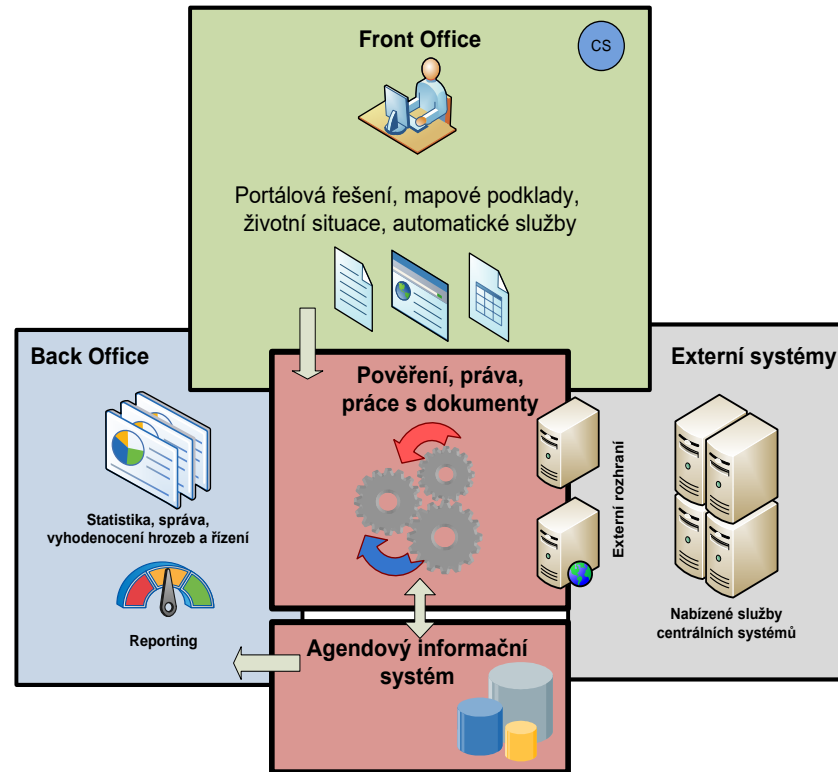 Front Office
CS
Portálová řešení, mapové podklady,
životní situace, automatické služby
Back Office
Statistika, správa,
vyhodenocení hrozeb a řízení
Reporting
Pověření, práva,
práce s dokumenty
Externí rozhraní
Externí systémy
Nabízené služby
centrálních systémů
Agendový informační
systém